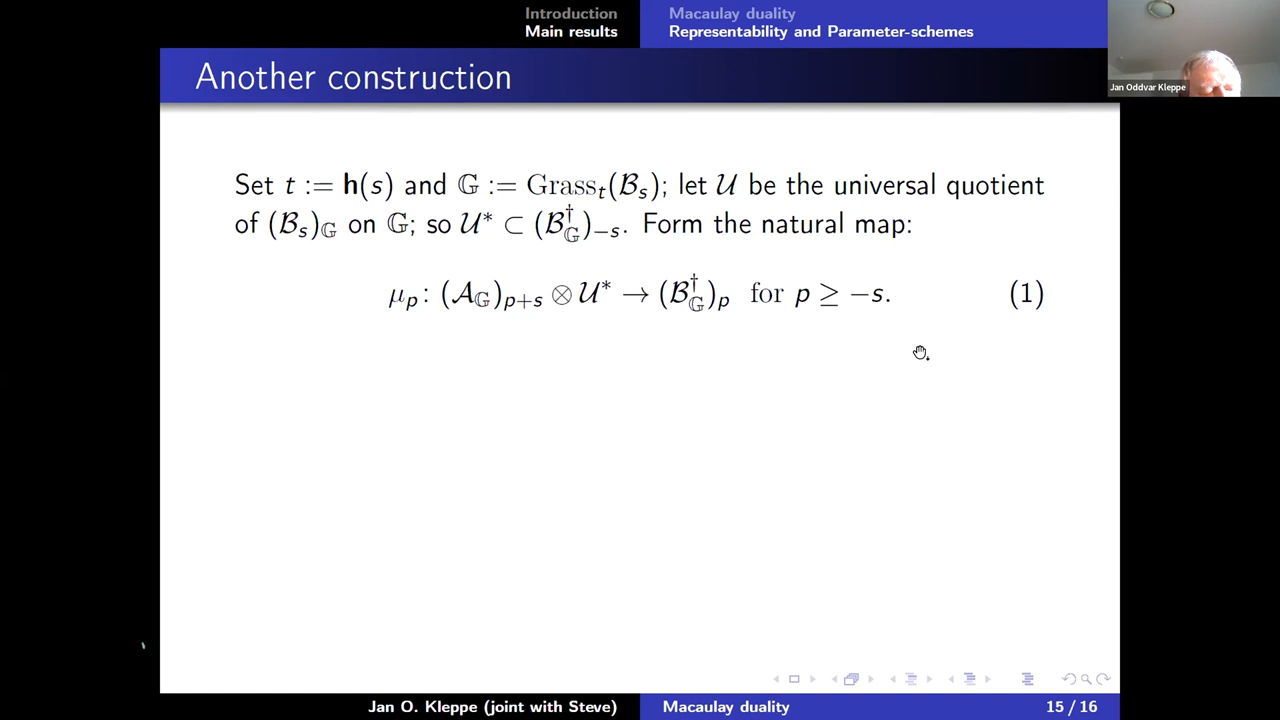 Introduction
Main results
Macaulay duality
Representability and Parameter-schemes
Another construction
Jan Oddvar Kleppe
Set t := h(s) and 𝔾 := Grass_t(ℬ_s); let 𝒰 be the universal quotient
of (ℬ_s)_𝔾 on 𝔾; so 𝒰* ⊂ (ℬ_𝔾^†)_{−s}. Form the natural map:
μ_p : (𝒜_𝔾)_{p+s} ⊗ 𝒰* → (ℬ_𝔾^†)_p for p ≥ −s. (1)
Jan O. Kleppe (joint with Steve)
Macaulay duality
15 / 16